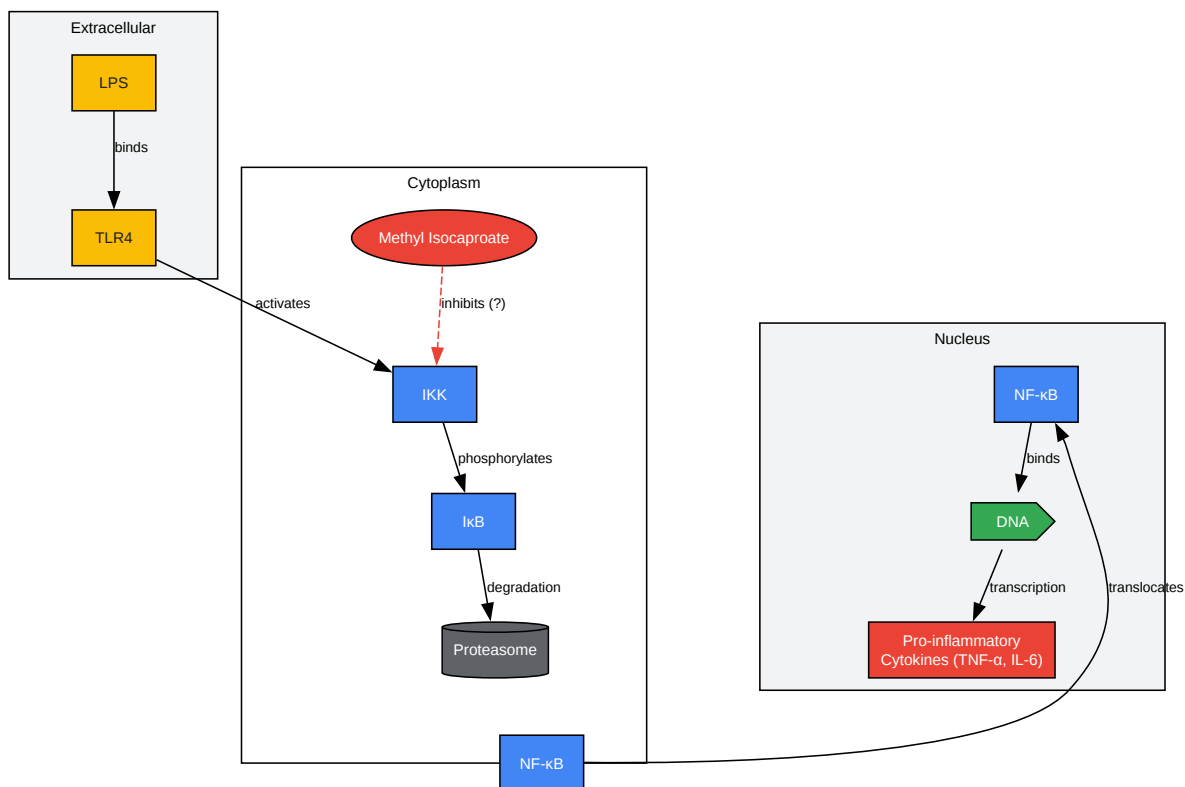 Extracellular
LPS
binds
TLR4
activates
Cytoplasm
Methyl Isocaproate
inhibits (?)
IKK
phosphorylates
IκB
degradation
Proteasome
NF-κB
Nucleus
NF-κB
binds
DNA
transcription
translocates
Pro-inflammatory
Cytokines (TNF-α, IL-6)